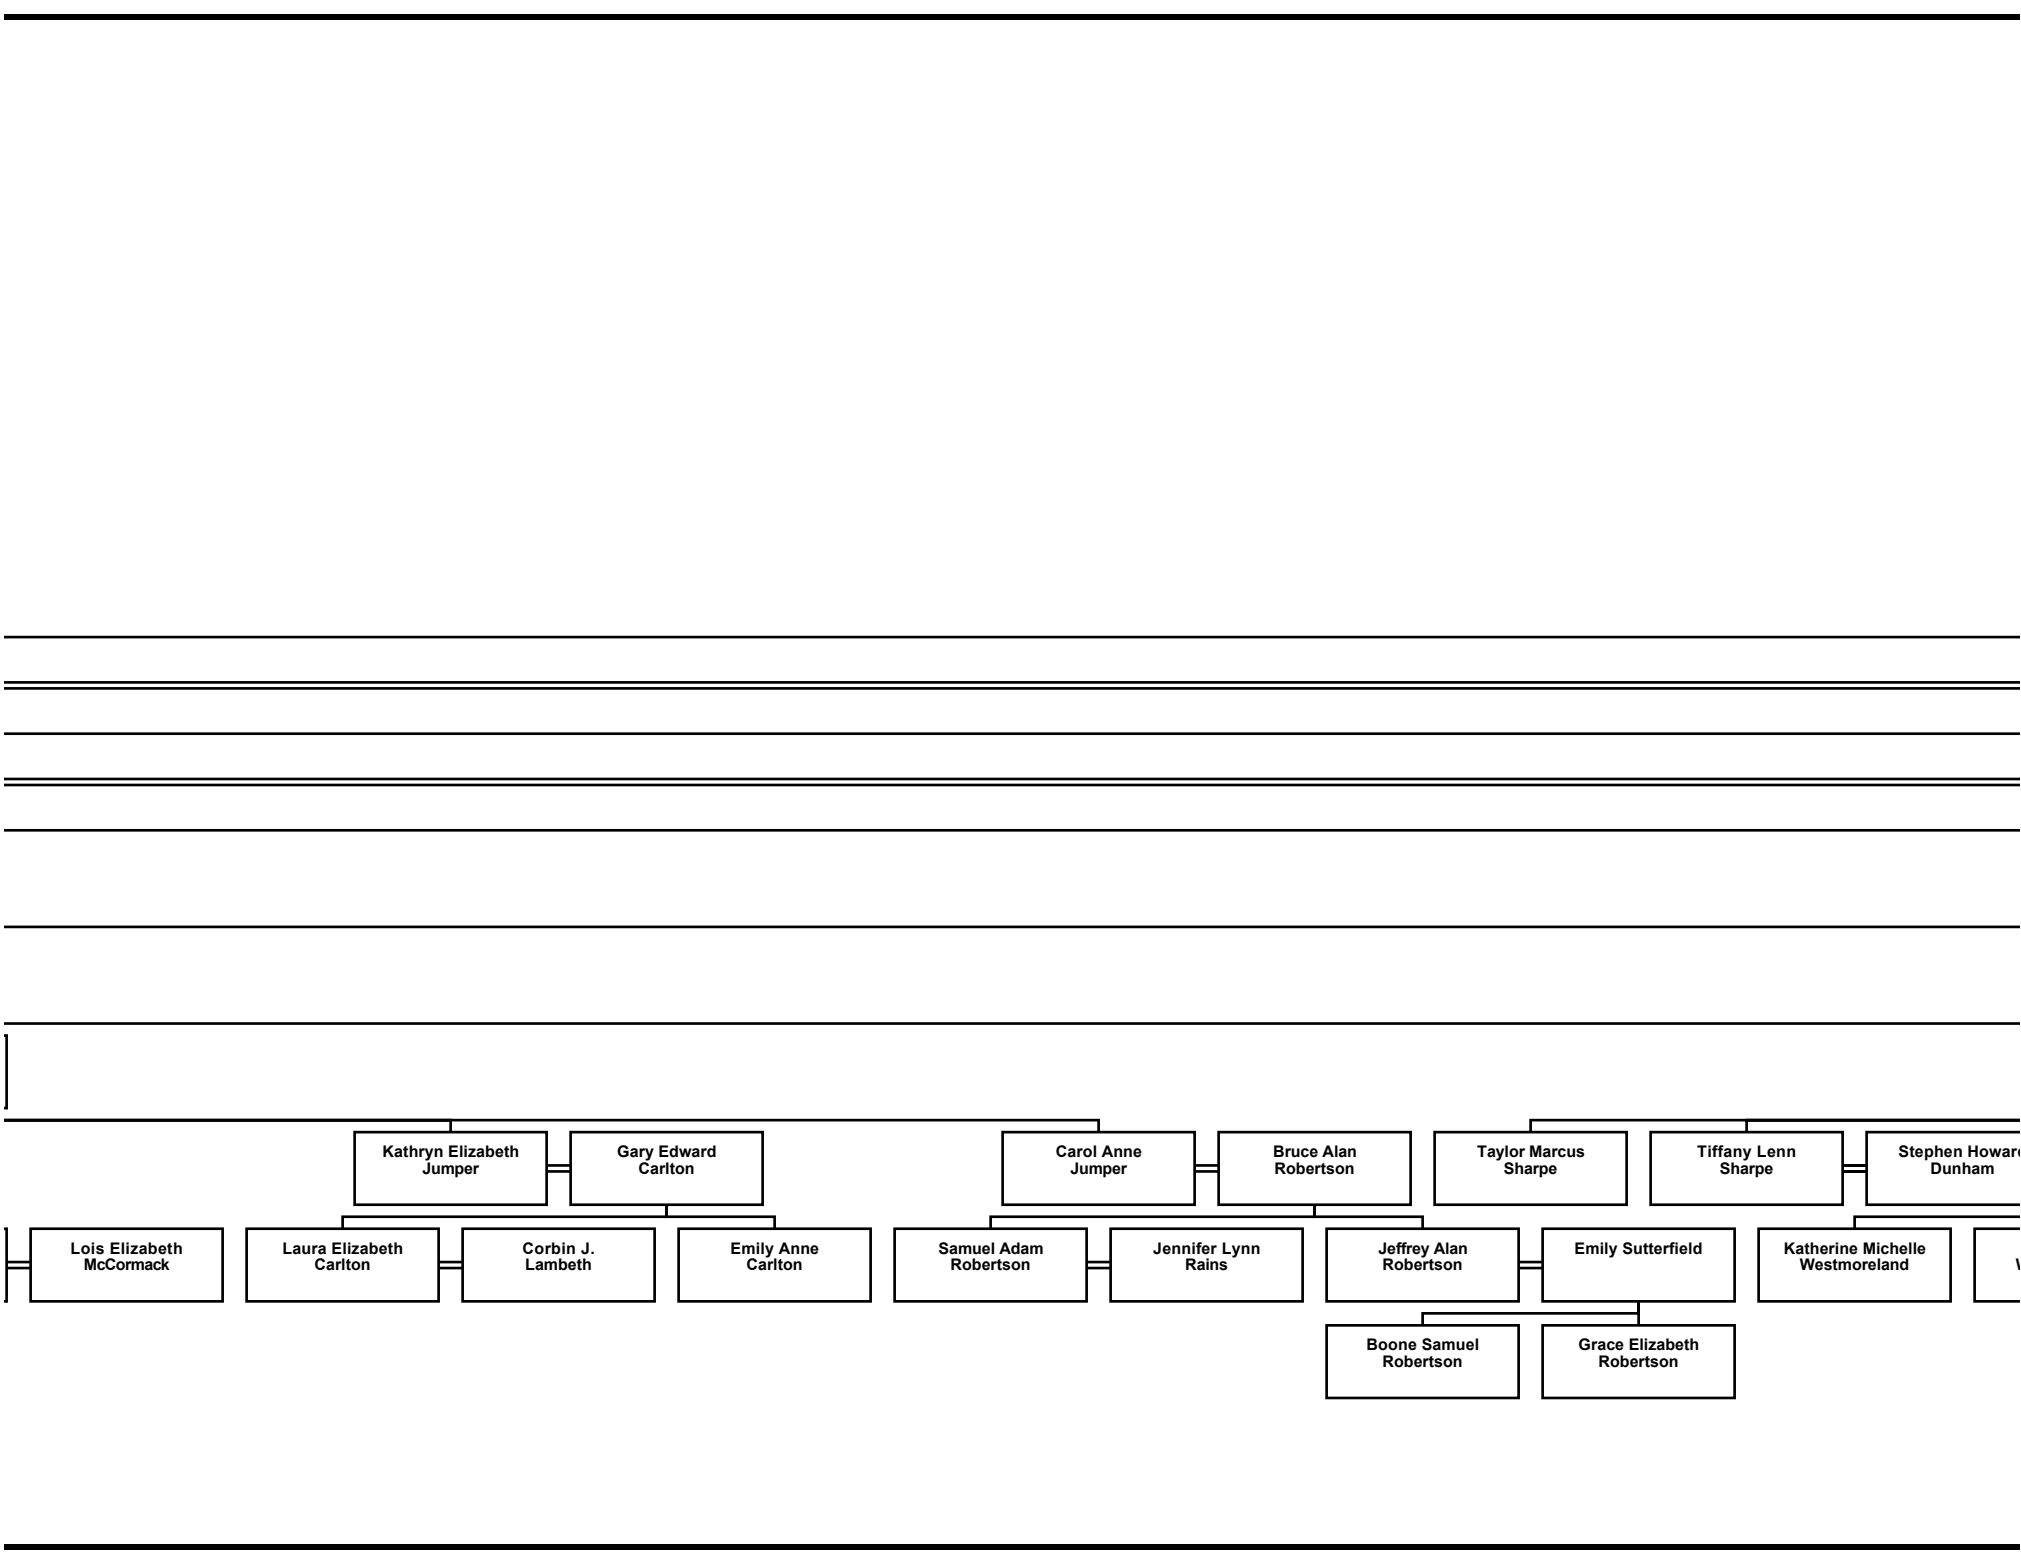 Kathryn Elizabeth
Jumper
Gary Edward
Carlton
Carol Anne
Jumper
Bruce Alan
Robertson
Taylor Marcus
Sharpe
Tiffany Lenn
Sharpe
Stephen
Dunham
Lois Elizabeth
McCormack
Laura Elizabeth
Carlton
Corbin J.
Lambeth
Emily Anne
Carlton
Samuel Adam
Robertson
Jennifer Lynn
Rains
Jeffrey Alan
Robertson
Emily Sutterfield
Katherine Michelle
Westmoreland
Boone Samuel
Robertson
Grace Elizabeth
Robertson